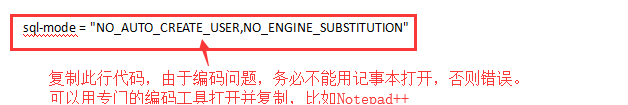 sql-mode = "NO_AUTO_CREATE_USER,NO_ENGINE_SUBSTITUTION"
复制此行代码，由于编码问题，务必不能用记事本打开，否则错误。
可以用专门的编码工具打开并复制，比如Notepad++